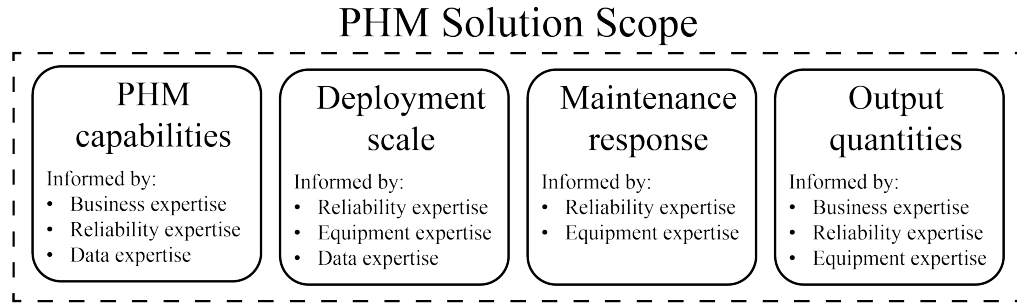 PHM Solution Scope
PHM
capabilities
Informed by:
• Business expertise
• Reliability expertise
• Data expertise
Deployment
scale
Informed by:
• Reliability expertise
• Equipment expertise
• Data expertise
Maintenance
response
Informed by:
• Reliability expertise
• Equipment expertise
Output
quantities
Informed by:
• Business expertise
• Reliability expertise
• Equipment expertise